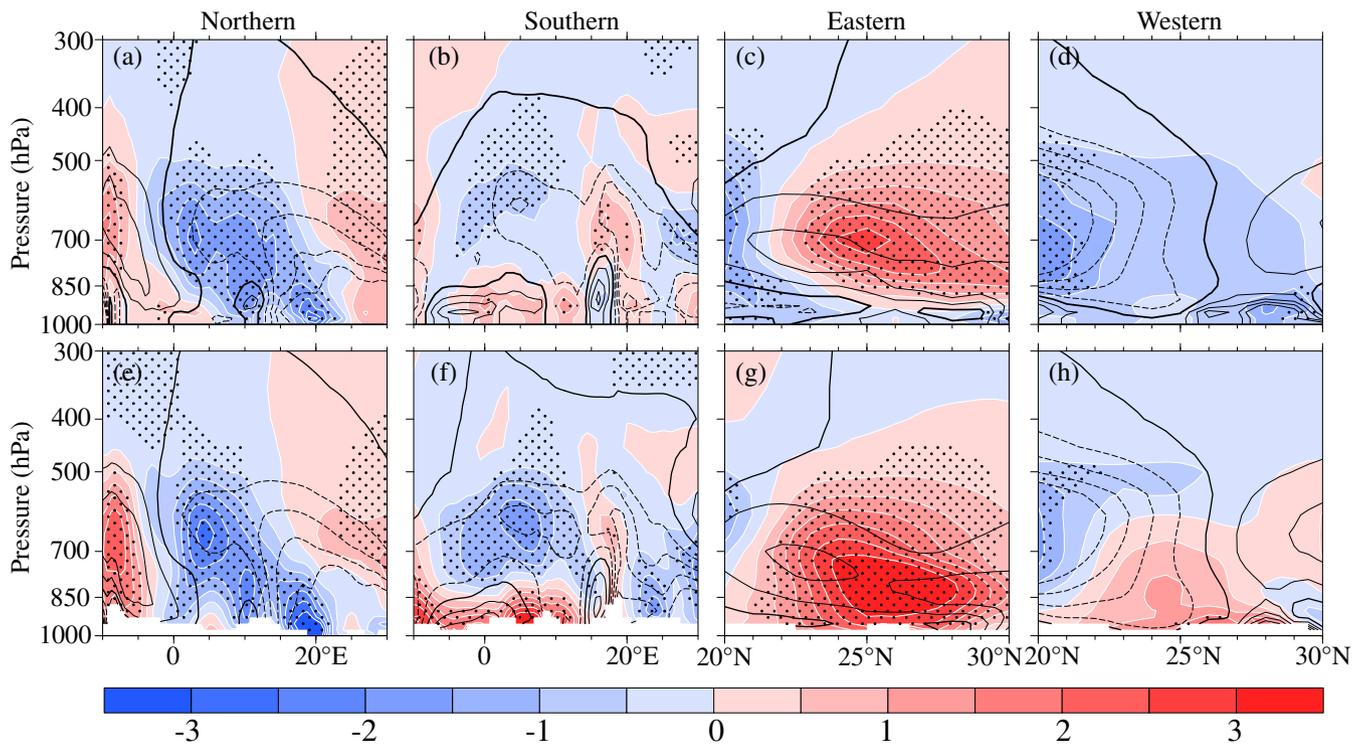 Northern Southern Eastern Western
300 (a) (b) (c) (d)
400
500
700
850
1000
Pressure (hPa)
300 (e) (f) (g) (h)
400
500
700
850
1000
Pressure (hPa)
0 20°E 0 20°E 20°N 25°N 30°N 20°N 25°N 30°N
-3 -2 -1 0 1 2 3